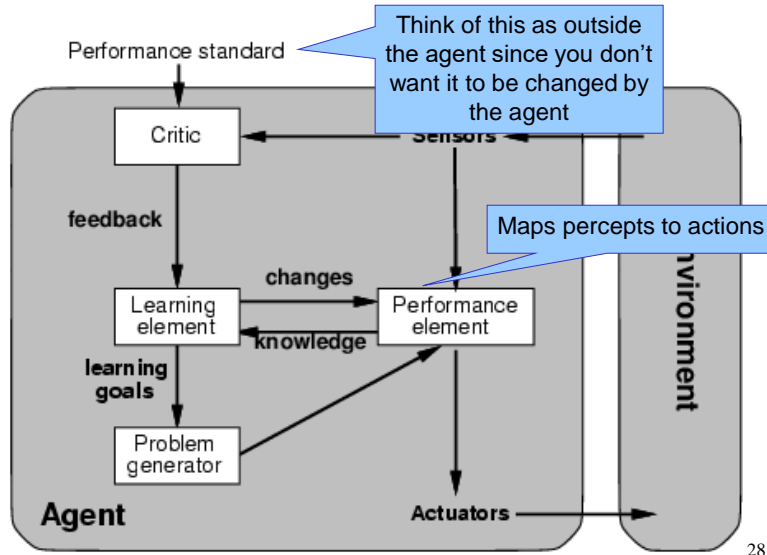 Think of this as outside
the agent since you don't
want it to be changed by
the agent
Performance standard
Critic
Sensors
feedback
Maps percepts to actions
changes
Learning
element
Performance
element
knowledge
learning
goals
Problem
generator
nvironment
Agent
Actuators
28